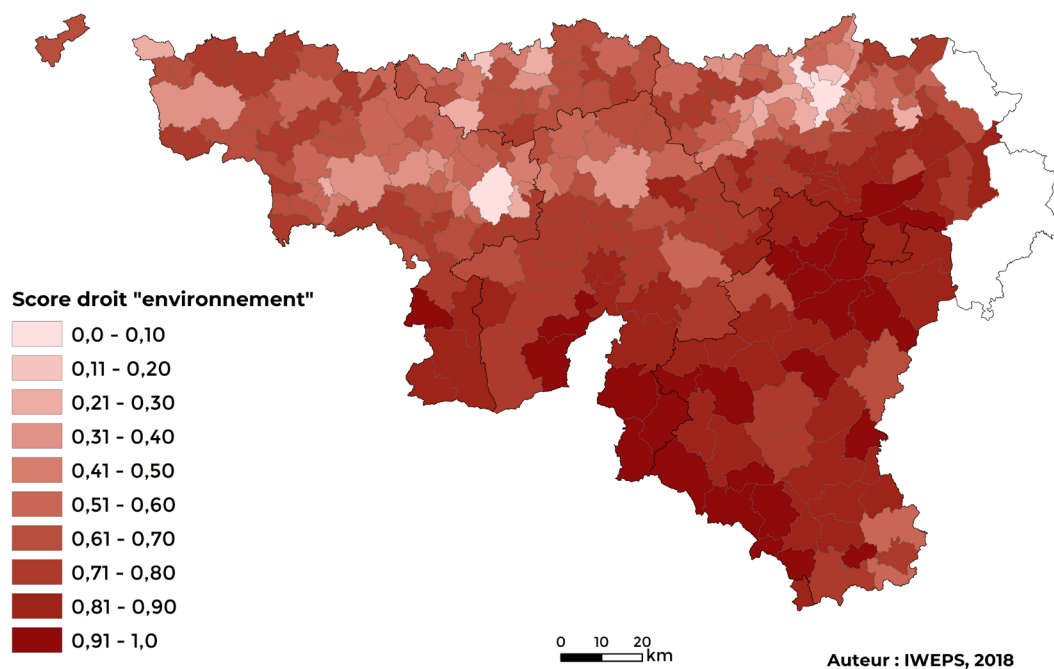 Score droit "environnement"
0,0 - 0,10
0,11 - 0,20
0,21 - 0,30
0,31 - 0,40
0,41 - 0,50
0,51 - 0,60
0,61 - 0,70
0,71 - 0,80
0,81 - 0,90
0,91 - 1,0
0 10 20
km
Auteur : IWEPS, 2018